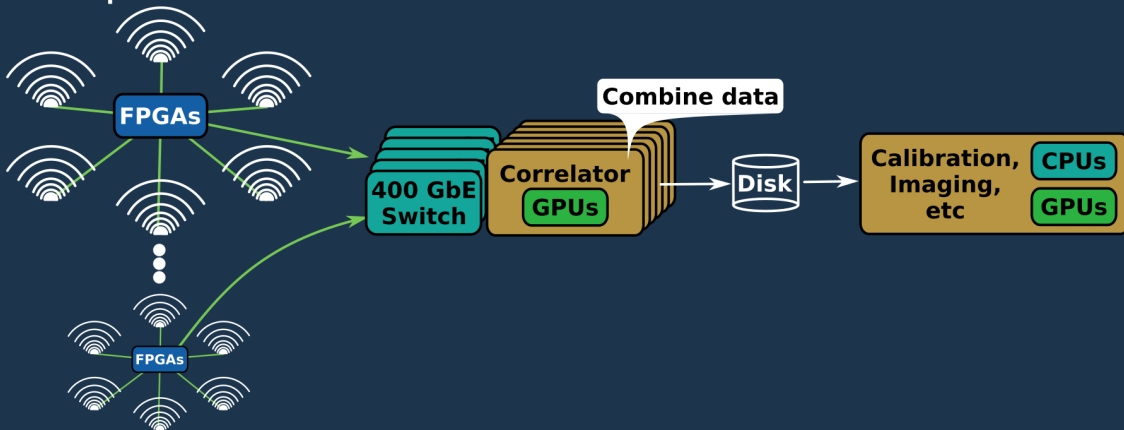 FPGAs
FPGAs
400 GbE
Switch
Combine data
Correlator
GPUs
Disk
Calibration,
Imaging,
etc
CPUs
GPUs